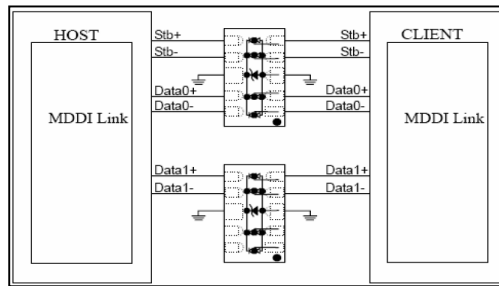 HOST
CLIENT
Stb+
Stb+
Stb-
Stb-
MDDI Link
MDDI Link
Data0+
Data0+
Data0-
Data0-
Data1+
Data1+
Data1-
Data1-